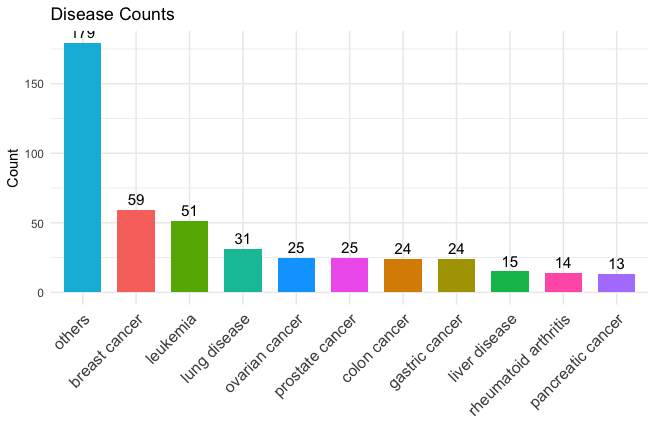 Disease Counts
179
150
100
50
0
Count
59
51
31
25
25
24
24
15
14
13
others
breast cancer
leukemia
lung disease
ovarian cancer
prostate cancer
colon cancer
gastric cancer
liver disease
rheumatoid arthritis
pancreatic cancer